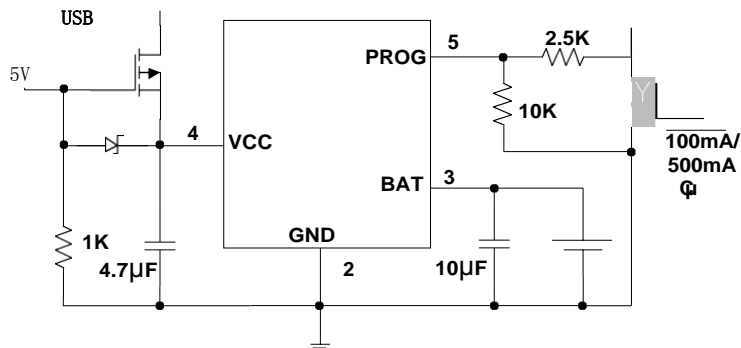 USB
5V
PROG
5
2.5K
10K
4
VCC
100mA/
500mA
BAT
3
GND
1K
4.7µF
2
10µF